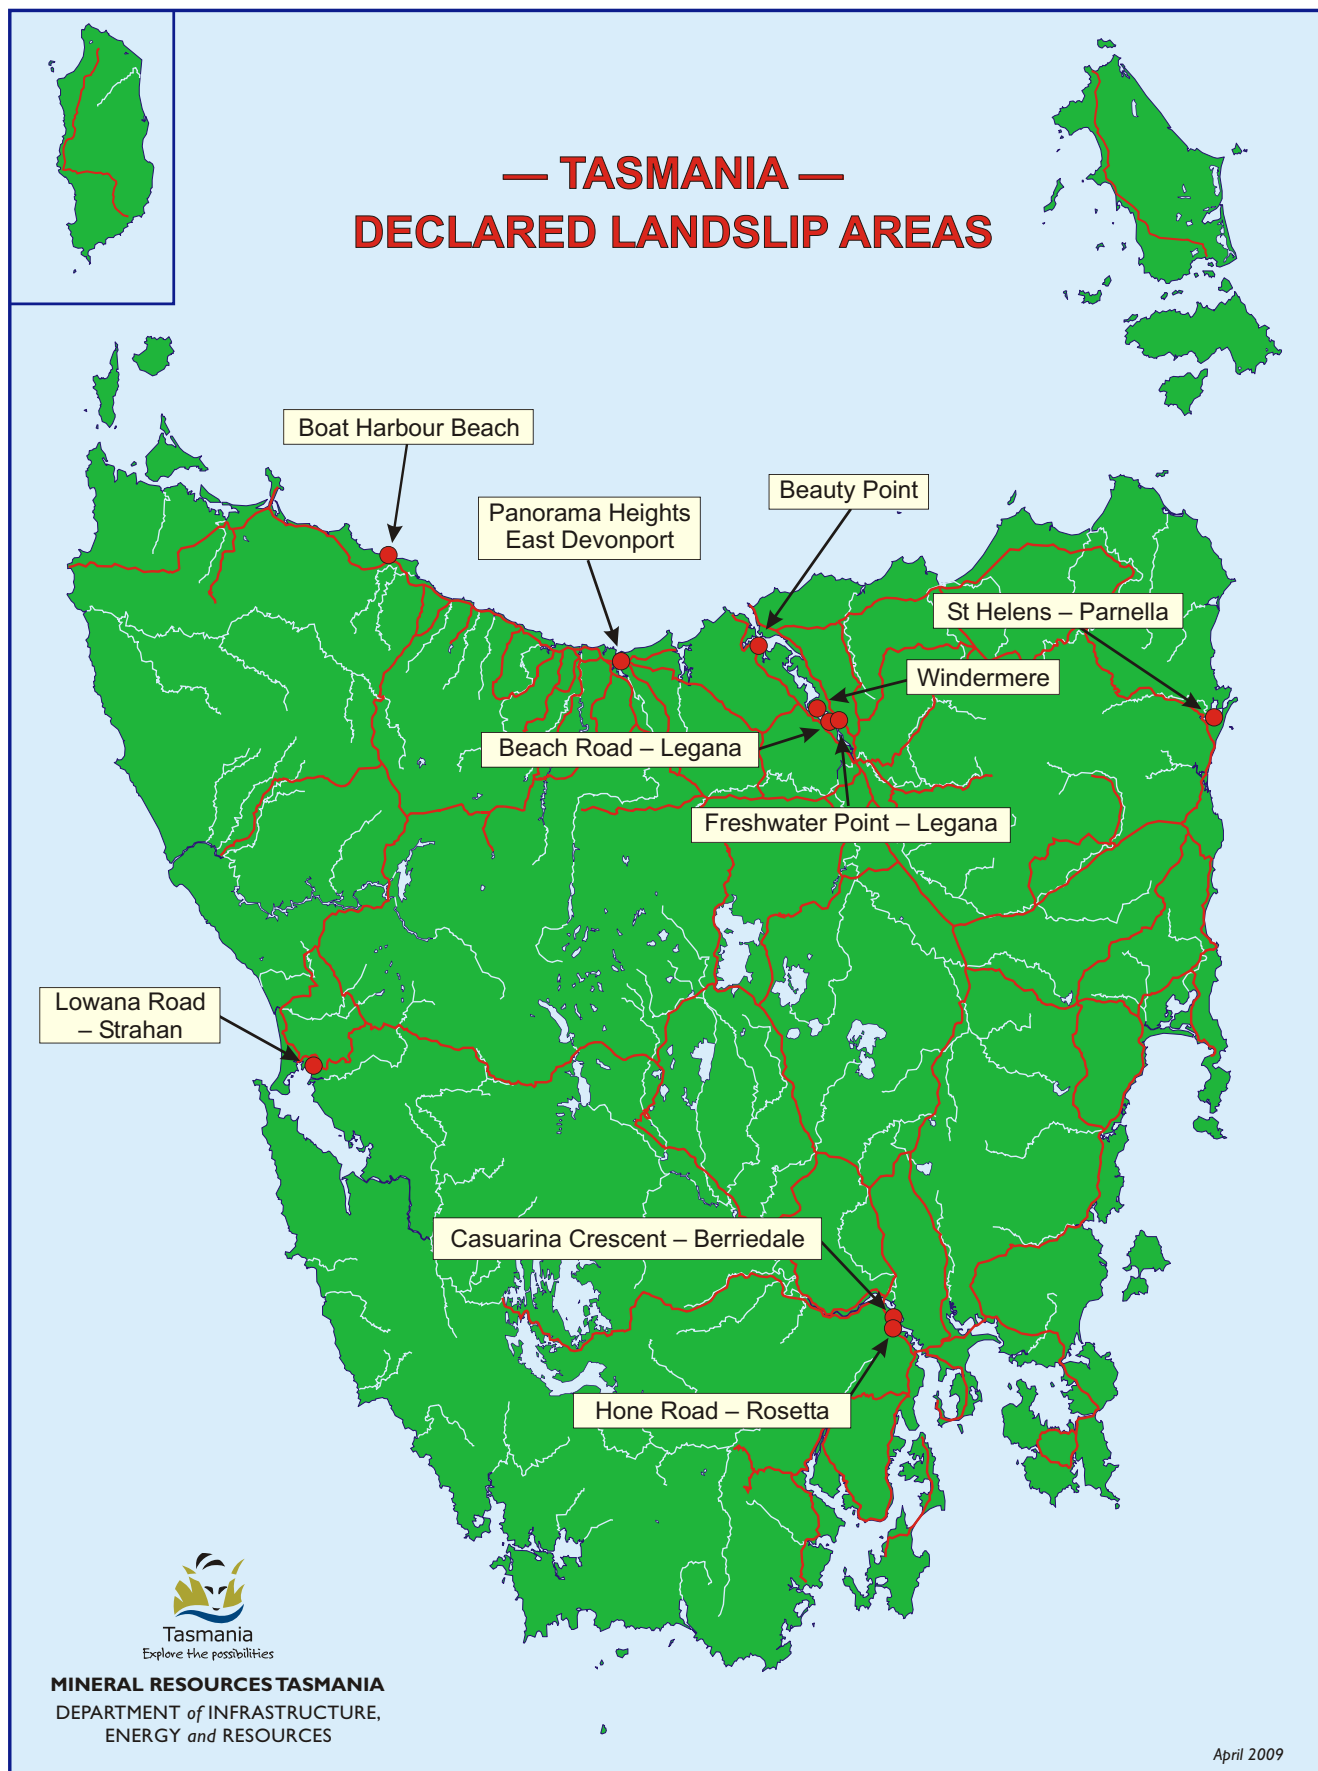 — TASMANIA —
DECLARED LANDSLIP AREAS
Boat Harbour Beach
Beauty Point
Panorama Heights
East Devonport
St Helens – Parnella
Windermere
Beach Road – Legana
Freshwater Point – Legana
Lowana Road
– Strahan
Casuarina Crescent – Berriedale
Hone Road – Rosetta
Tasmania
Explore the possibilities
MINERAL RESOURCES TASMANIA
DEPARTMENT of INFRASTRUCTURE,
ENERGY and RESOURCES
April 2009